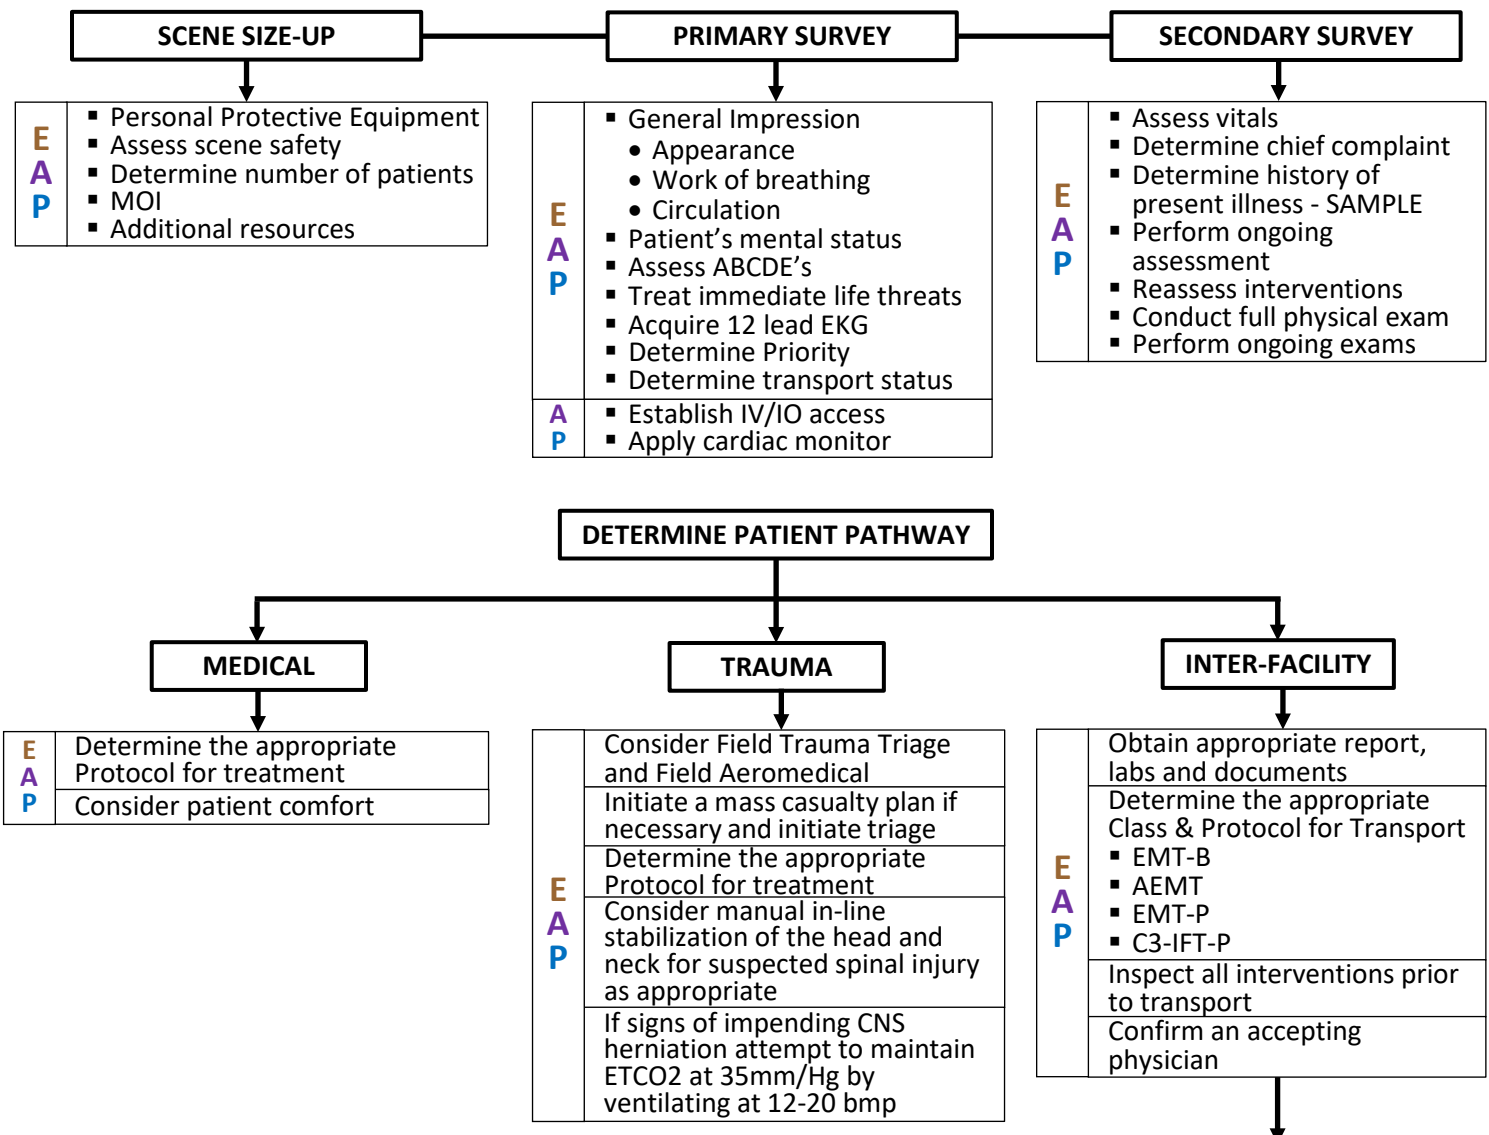 SCENE SIZE-UP
PRIMARY SURVEY
SECONDARY SURVEY
E
A
P
▪ Personal Protective Equipment
▪ Assess scene safety
▪ Determine number of patients
▪ MOI
▪ Additional resources
E
A
P
▪ General Impression
• Appearance
• Work of breathing
• Circulation
▪ Patient’s mental status
▪ Assess ABCDE’s
▪ Treat immediate life threats
▪ Acquire 12 lead EKG
▪ Determine Priority
▪ Determine transport status
A
P
▪ Establish IV/IO access
▪ Apply cardiac monitor
E
A
P
▪ Assess vitals
▪ Determine chief complaint
▪ Determine history of
present illness - SAMPLE
▪ Perform ongoing
assessment
▪ Reassess interventions
▪ Conduct full physical exam
▪ Perform ongoing exams
DETERMINE PATIENT PATHWAY
MEDICAL
TRAUMA
INTER-FACILITY
E
A
P
Determine the appropriate
Protocol for treatment
Consider patient comfort
E
A
P
Consider Field Trauma Triage
and Field Aeromedical
Initiate a mass casualty plan if
necessary and initiate triage
Determine the appropriate
Protocol for treatment
Consider manual in-line
stabilization of the head and
neck for suspected spinal injury
as appropriate
If signs of impending CNS
herniation attempt to maintain
ETCO2 at 35mm/Hg by
ventilating at 12-20 bmp
E
A
P
Obtain appropriate report,
labs and documents
Determine the appropriate
Class & Protocol for Transport
▪ EMT-B
▪ AEMT
▪ EMT-P
▪ C3-IFT-P
Inspect all interventions prior
to transport
Confirm an accepting
physician